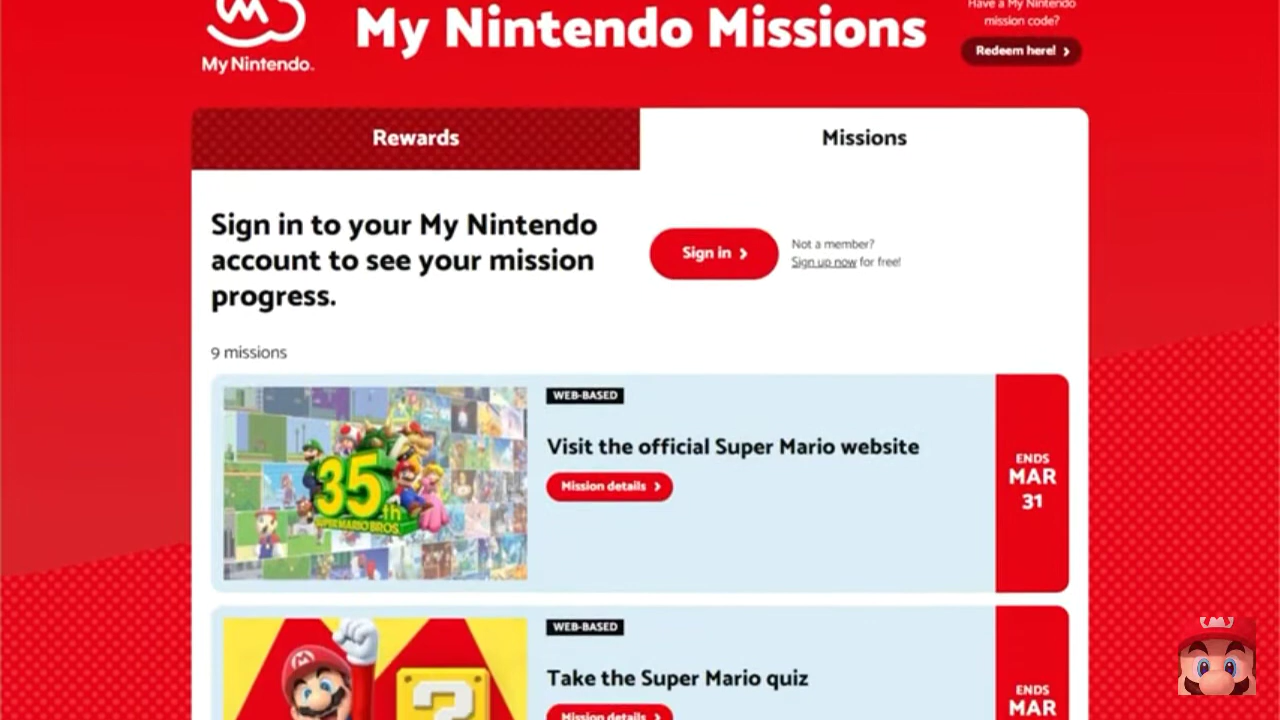 Have a My Nintendo
mission code?
Redeem here!
My Nintendo Missions
My Nintendo
Rewards
Missions
Sign in to your My Nintendo
account to see your mission
progress.
Sign in
Not a member?
Sign up now for free!
9 missions
WEB-BASED
Visit the official Super Mario website
Mission details
ENDS
MAR
31
35th
SUPER MARIO BROS.
WEB-BASED
Take the Super Mario quiz
Mission details
ENDS
MAR